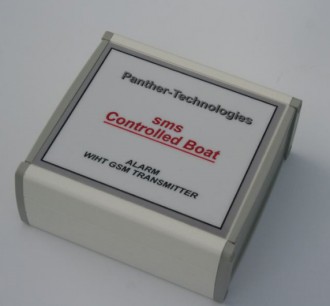 Panther-Technologies
sms
Controlled Boat
ALARM
WIHT GSM TRANSMITTER